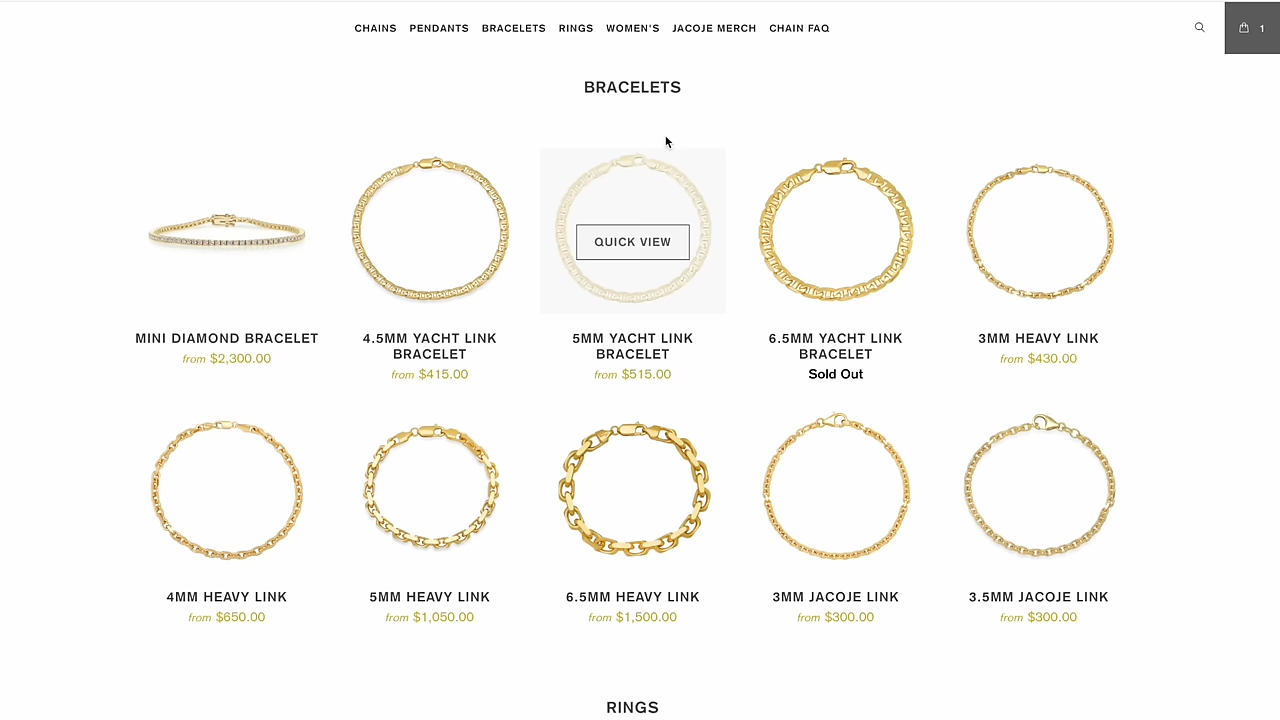 CHAINS PENDANTS BRACELETS RINGS WOMEN'S JACOJE MERCH CHAIN FAQ
1
BRACELETS
QUICK VIEW
MINI DIAMOND BRACELET
from $2,300.00
4.5MM YACHT LINK
BRACELET
from $415.00
5MM YACHT LINK
BRACELET
from $515.00
6.5MM YACHT LINK
BRACELET
Sold Out
3MM HEAVY LINK
from $430.00
4MM HEAVY LINK
from $650.00
5MM HEAVY LINK
from $1,050.00
6.5MM HEAVY LINK
from $1,500.00
3MM JACOJE LINK
from $300.00
3.5MM JACOJE LINK
from $300.00
RINGS